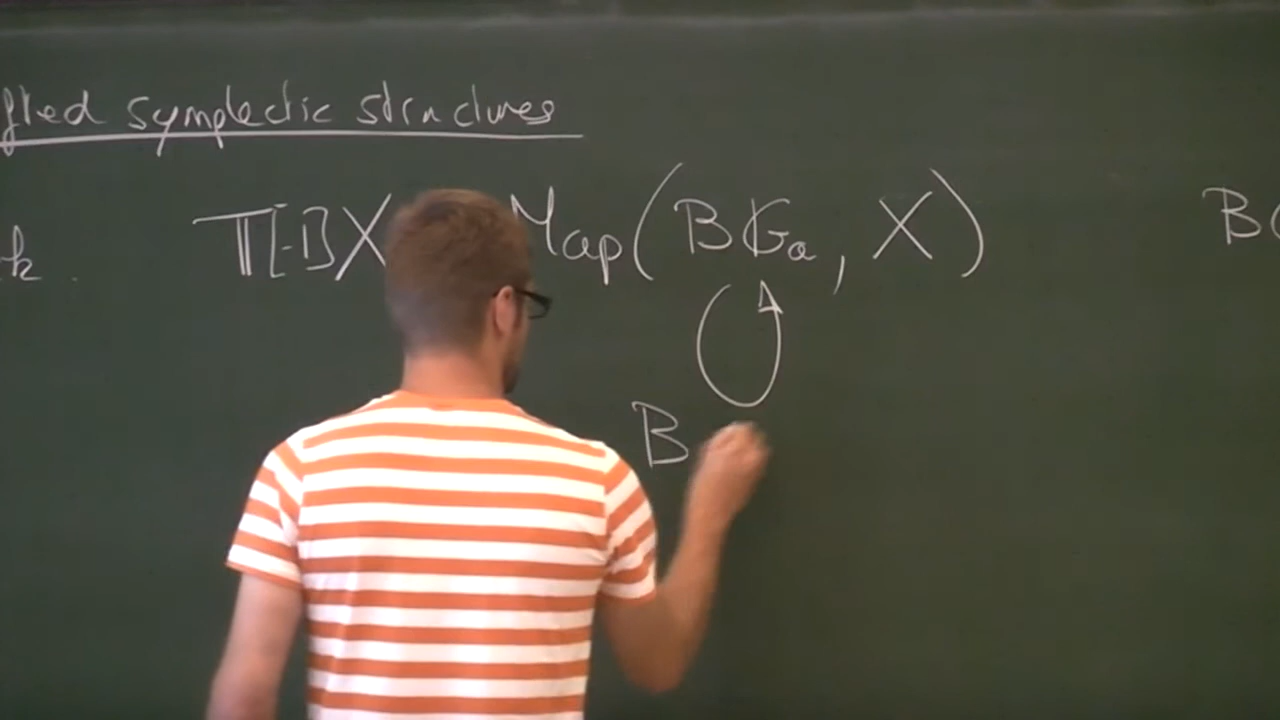 fted symplectic structures
k. T[-1]X Map(B𝔾a, X) B(
B